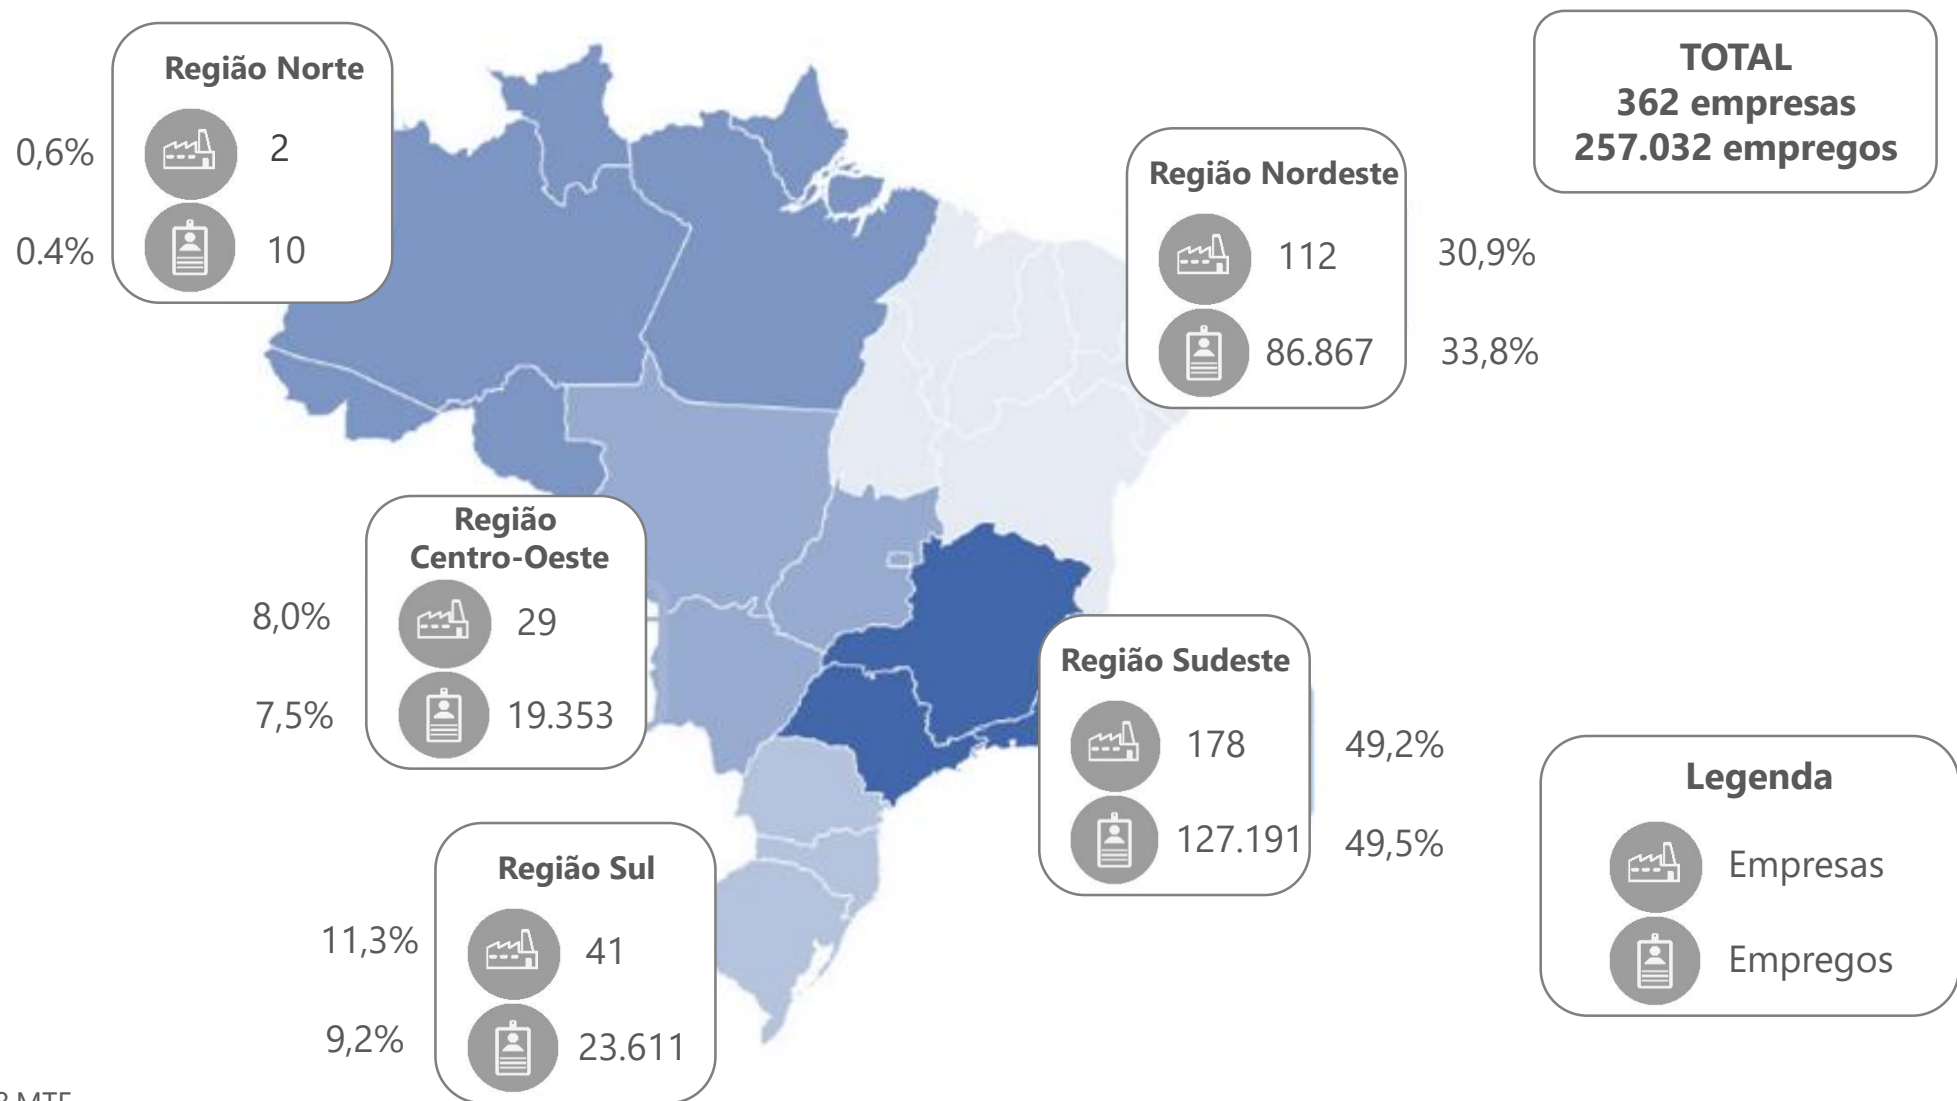 Região Norte
0,6%
2
0.4%
10
TOTAL
362 empresas
257.032 empregos
Região Nordeste
112
30,9%
86.867
33,8%
Região
Centro-Oeste
8,0%
29
7,5%
19.353
Região Sudeste
178
49,2%
127.191
49,5%
Região Sul
11,3%
41
9,2%
23.611
Legenda
Empresas
Empregos